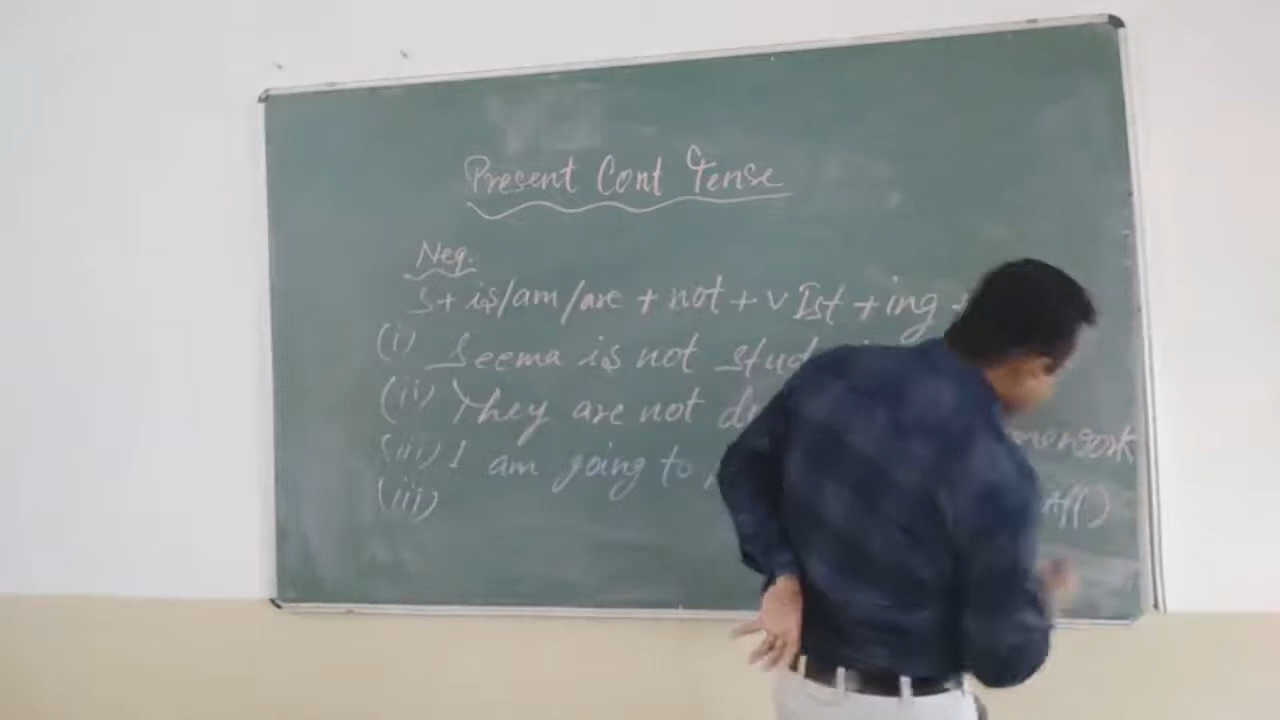 Present Cont Tense
Neg.
S+ is/am/are + not + v Ist + ing +
(i) Seema is not
(ii) They are not
(iii) I am going to
Aff)
(iii)